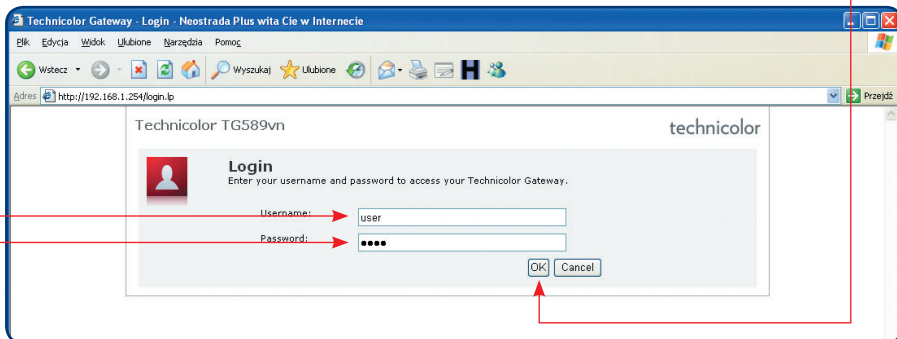 Technicolor Gateway - Login - Neostrada Plus wita Cie w Internecie
Plik Edycja Widok Ulubione Narzędzia Pomoc
Wstecz Wyszukaj Ulubione H
Adres http://192.168.1.254/login.lp Przejdź
Technicolor TG589vn technicolor
Login
Enter your username and password to access your Technicolor Gateway.
Username: user
Password: ••••
OK Cancel